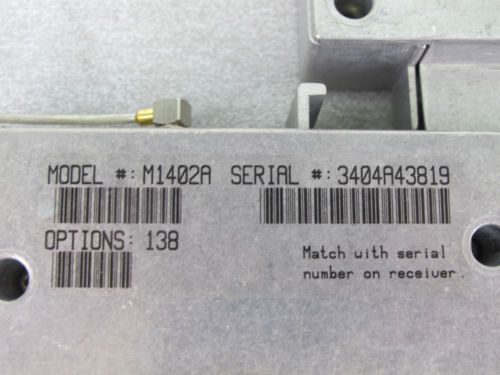 MODEL #: M1402A SERIAL #: 3404A43819
OPTIONS: 138
Match with serial
number on receiver.